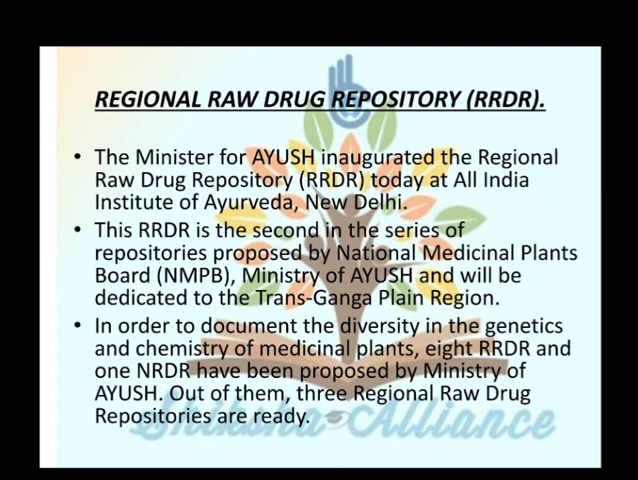 REGIONAL RAW DRUG REPOSITORY (RRDR).
• The Minister for AYUSH inaugurated the Regional
Raw Drug Repository (RRDR) today at All India
Institute of Ayurveda, New Delhi.
• This RRDR is the second in the series of
repositories proposed by National Medicinal Plants
Board (NMPB), Ministry of AYUSH and will be
dedicated to the Trans-Ganga Plain Region.
• In order to document the diversity in the genetics
and chemistry of medicinal plants, eight RRDR and
one NRDR have been proposed by Ministry of
AYUSH. Out of them, three Regional Raw Drug
Repositories are ready.
Shiksha Alliance